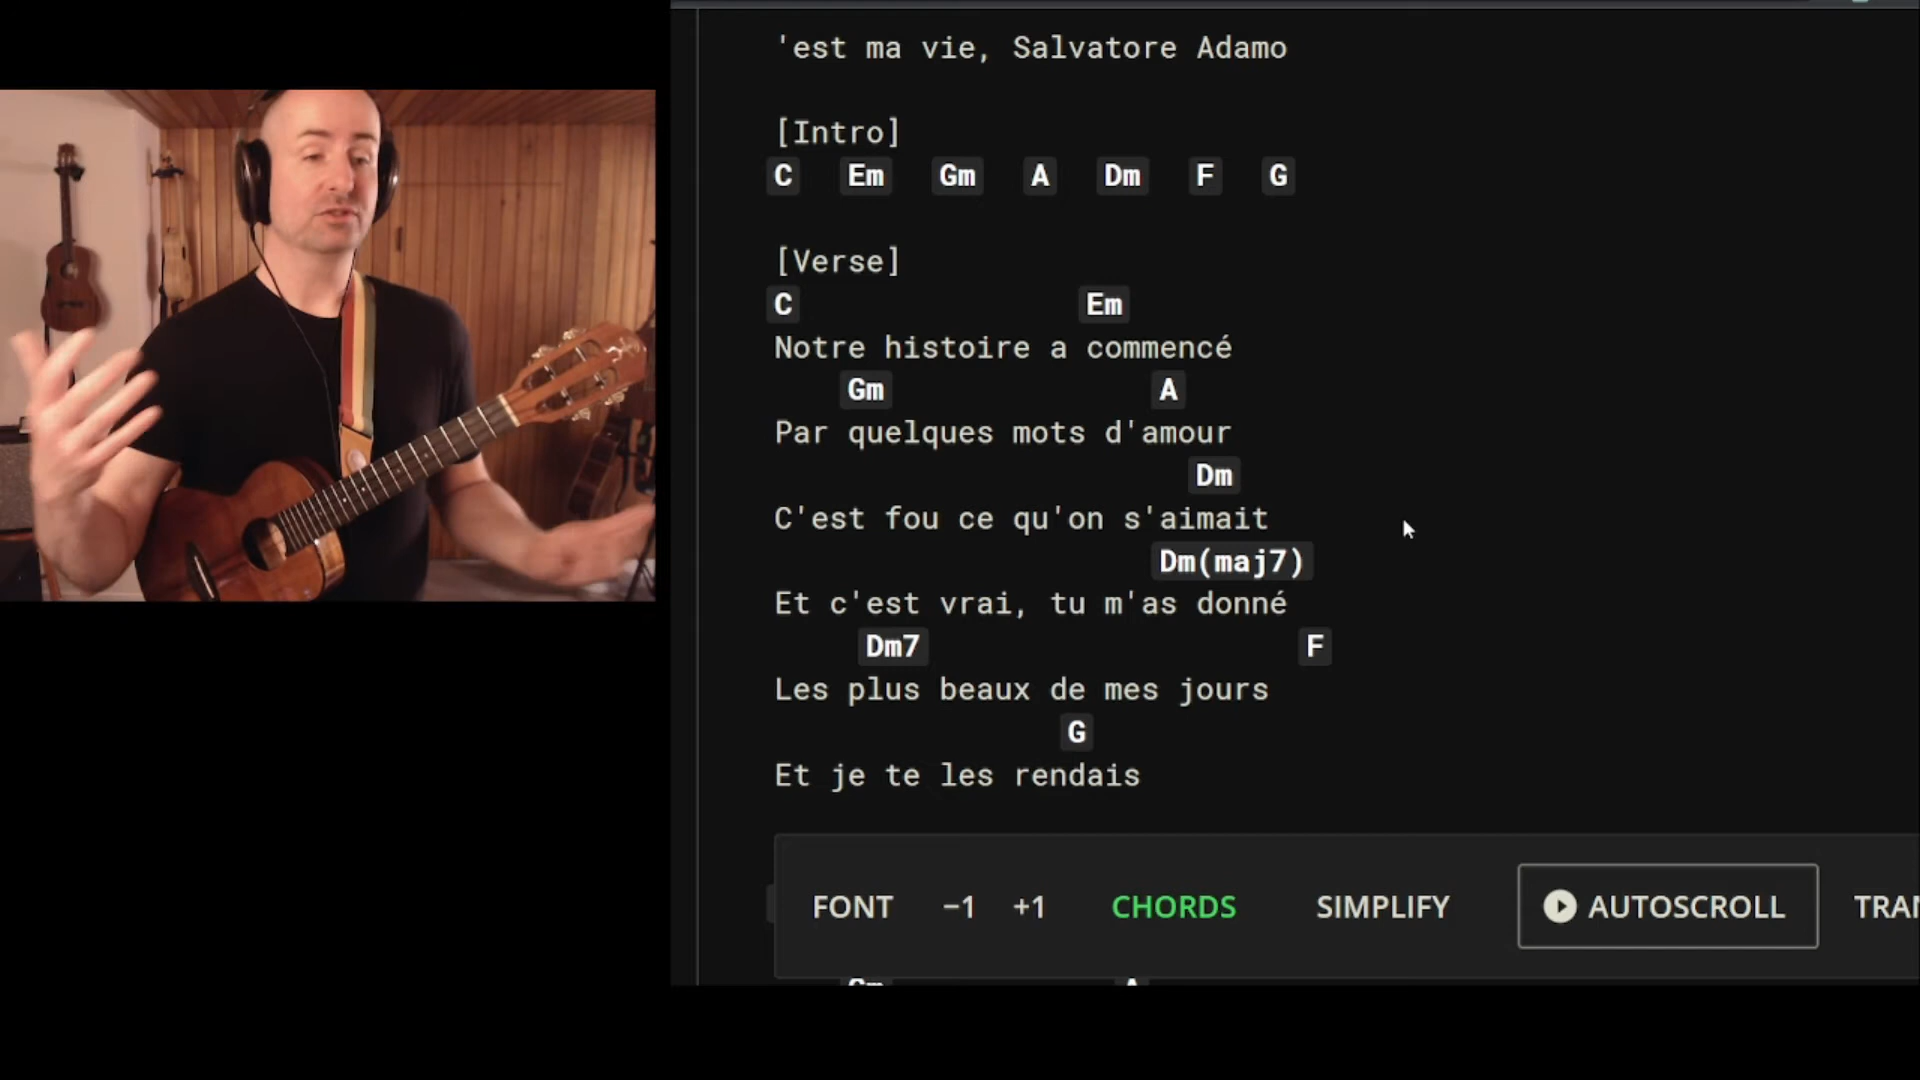 'est ma vie, Salvatore Adamo
[Intro]
C Em Gm A Dm F G
[Verse]
C Em
Notre histoire a commencé
Gm A
Par quelques mots d'amour
Dm
C'est fou ce qu'on s'aimait
Dm(maj7)
Et c'est vrai, tu m'as donné
Dm7 F
Les plus beaux de mes jours
G
Et je te les rendais
FONT −1 +1 CHORDS SIMPLIFY AUTOSCROLL TRAN